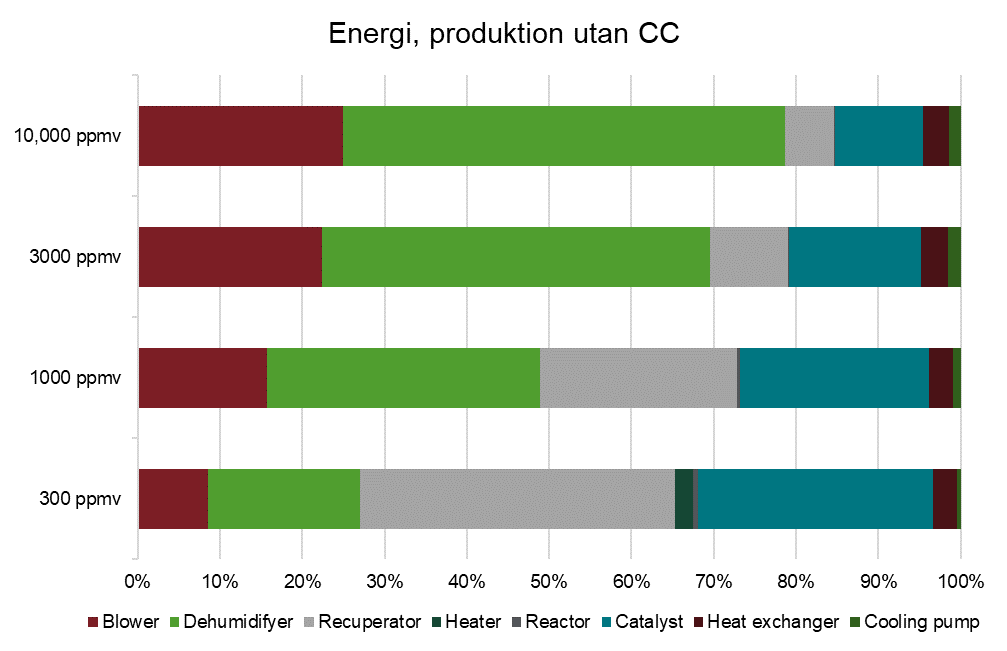 Energi, produktion utan CC
10,000 ppmv
3000 ppmv
1000 ppmv
300 ppmv
0% 10% 20% 30% 40% 50% 60% 70% 80% 90% 100%
Blower Dehumidifyer Recuperator Heater Reactor Catalyst Heat exchanger Cooling pump